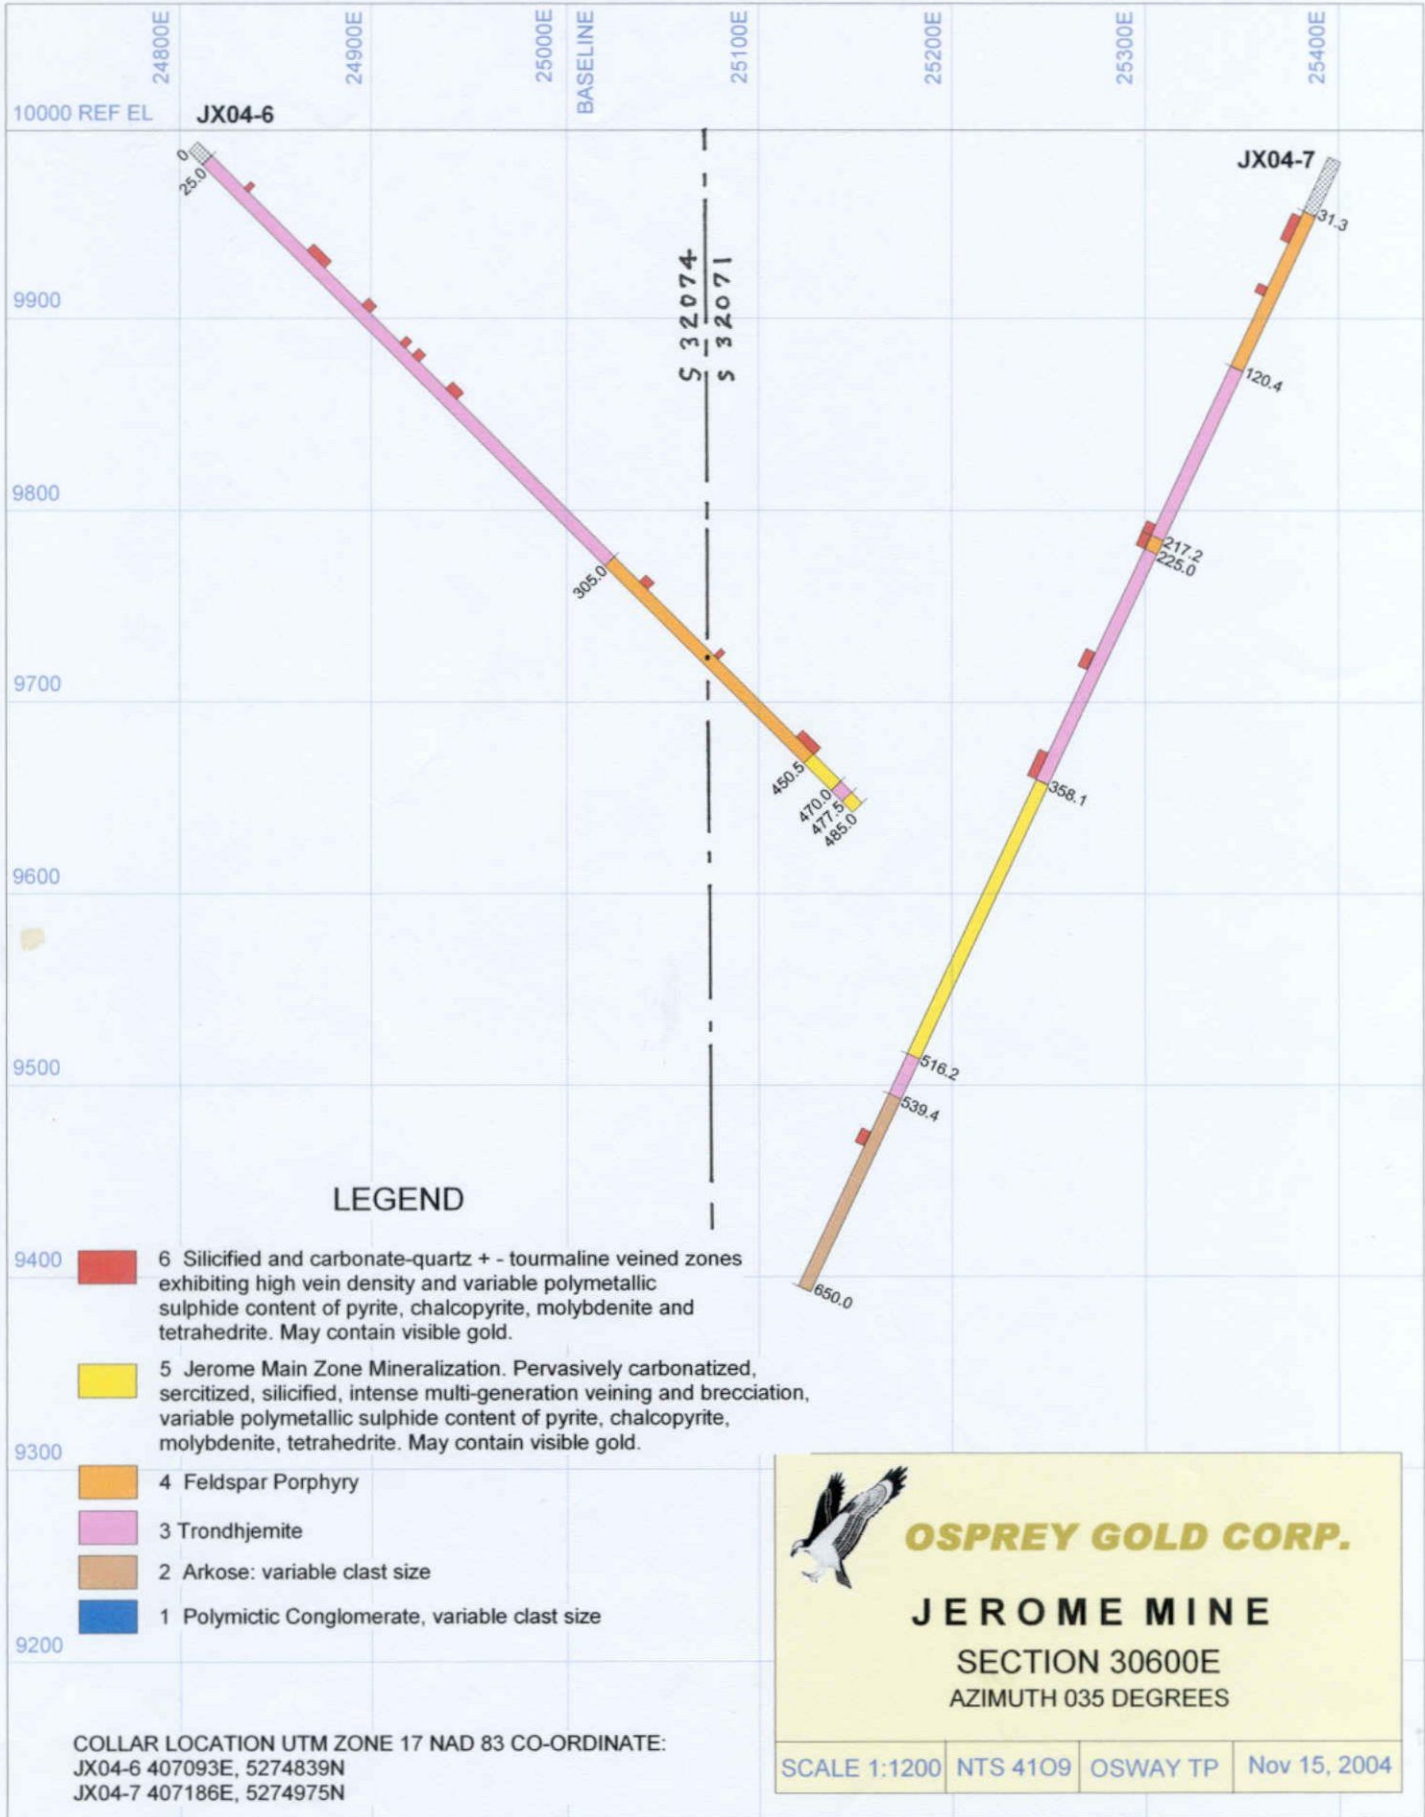 24800E
24900E
25000E
BASELINE
25100E
25200E
25300E
25400E
10000 REF EL
JX04-6
JX04-7
0
25.0
31.3
S 32074
S 32071
9900
120.4
9800
217.2
225.0
305.0
9700
450.5
470.0
477.5
485.0
358.1
9600
9500
516.2
539.4
9400
650.0
LEGEND
6 Silicified and carbonate-quartz + - tourmaline veined zones
exhibiting high vein density and variable polymetallic
sulphide content of pyrite, chalcopyrite, molybdenite and
tetrahedrite. May contain visible gold.
5 Jerome Main Zone Mineralization. Pervasively carbonatized,
sercitized, silicified, intense multi-generation veining and brecciation,
variable polymetallic sulphide content of pyrite, chalcopyrite,
molybdenite, tetrahedrite. May contain visible gold.
9300
4 Feldspar Porphyry
3 Trondhjemite
2 Arkose: variable clast size
1 Polymictic Conglomerate, variable clast size
9200
COLLAR LOCATION UTM ZONE 17 NAD 83 CO-ORDINATE:
JX04-6 407093E, 5274839N
JX04-7 407186E, 5274975N
OSPREY GOLD CORP.
JEROME MINE
SECTION 30600E
AZIMUTH 035 DEGREES
SCALE 1:1200
NTS 41O9
OSWAY TP
Nov 15, 2004